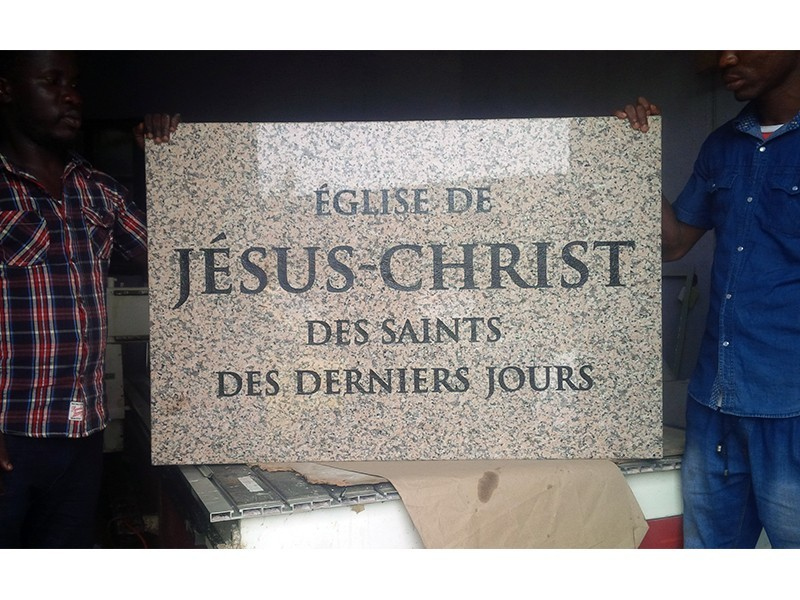 ÉGLISE DE
JÉSUS-CHRIST
DES SAINTS
DES DERNIERS JOURS